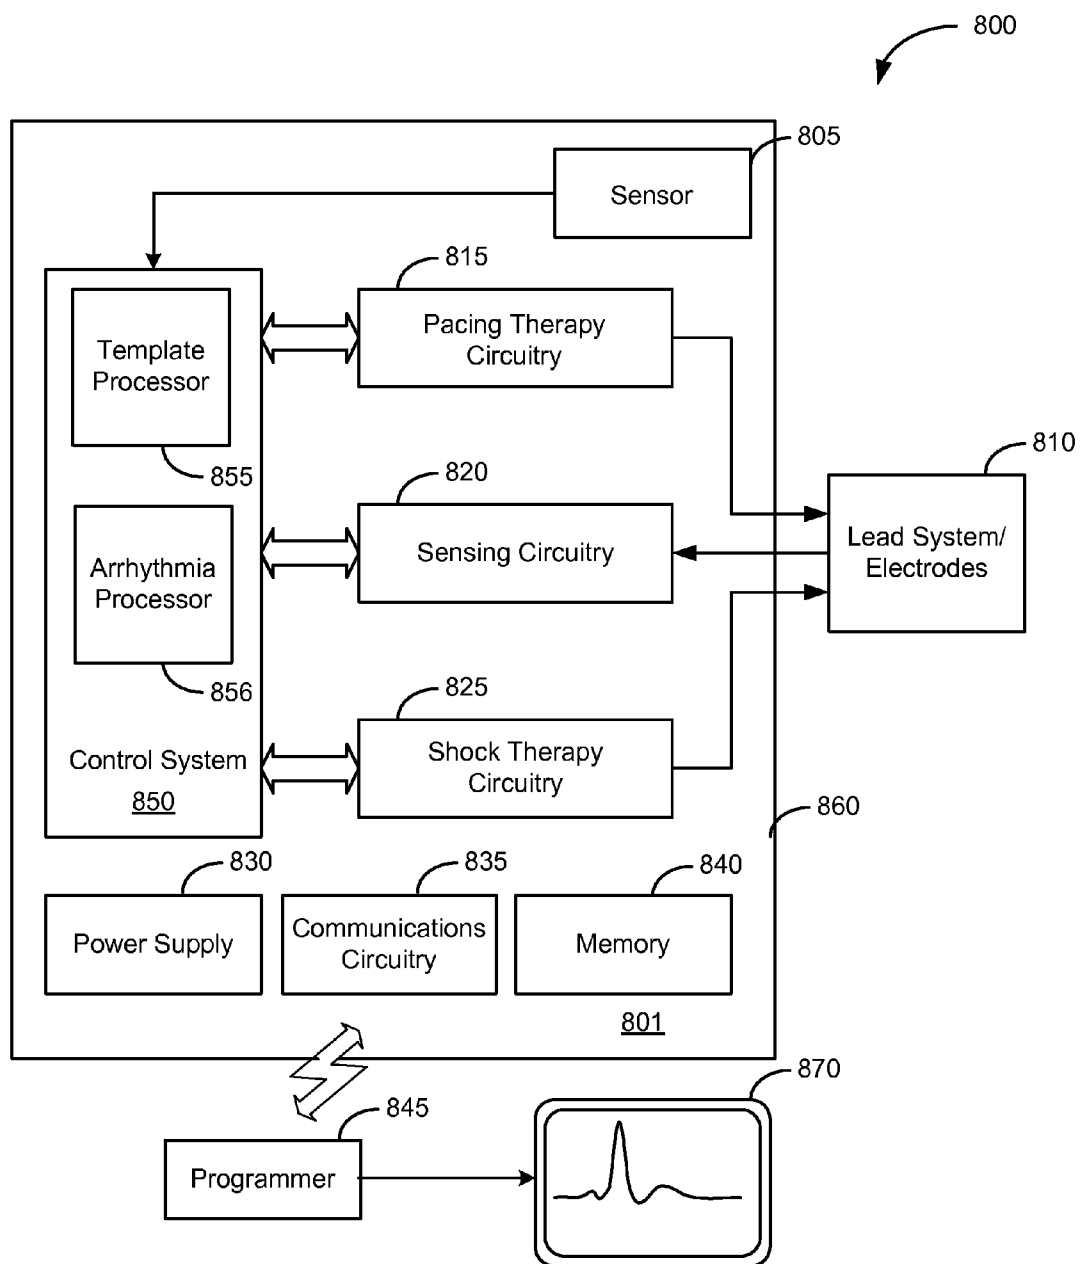 800
805
Sensor
815
Pacing Therapy
Circuitry
Template
Processor
855
810
Lead System/
Electrodes
820
Sensing Circuitry
Arrhythmia
Processor
856
825
Shock Therapy
Circuitry
Control System
850
860
830
Power Supply
835
Communications
Circuitry
840
Memory
801
870
845
Programmer